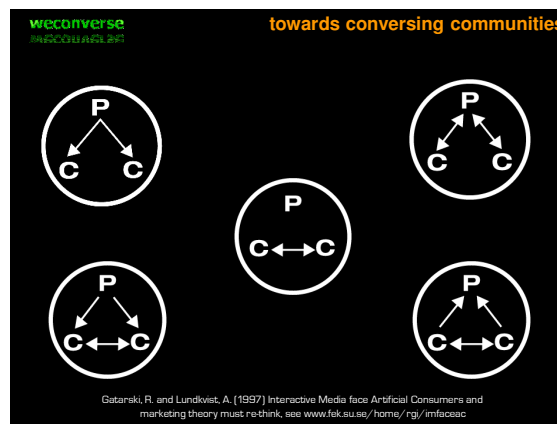 weconverse
towards conversing communities
P
C C
P
C C
P
C C
P
C C
P
C C
Gatarski, R. and Lundkvist, A. (1997) Interactive Media face Artificial Consumers and
marketing theory must re-think, see www.fek.su.se/home/rgi/imfaceac